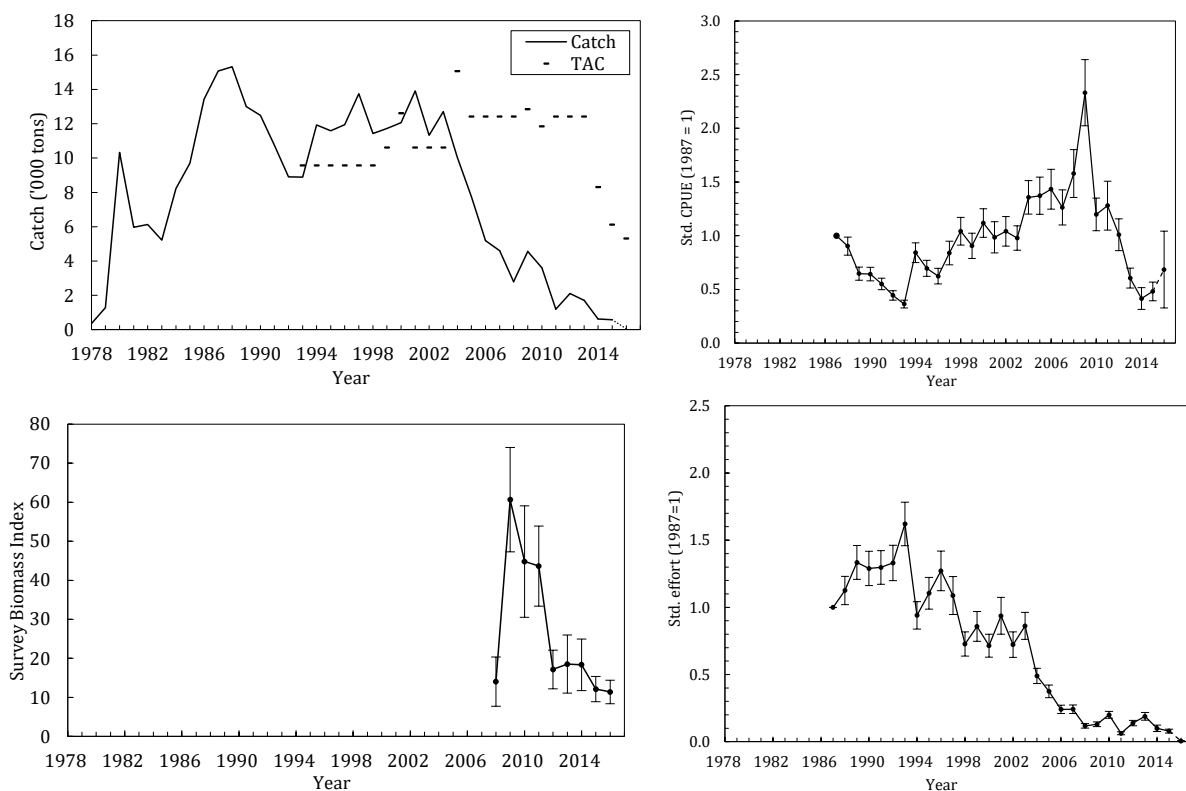 18
16
14
12
10
8
6
4
2
0
Catch ('000 tons)
Catch
TAC
1978 1982 1986 1990 1994 1998 2002 2006 2010 2014
Year
3.0
2.5
2.0
1.5
1.0
0.5
0.0
Std. CPUE (1987 = 1)
1978 1982 1986 1990 1994 1998 2002 2006 2010 2014
Year
80
70
60
50
40
30
20
10
0
Survey Biomass Index
1978 1982 1986 1990 1994 1998 2002 2006 2010 2014
Year
2.5
2.0
1.5
1.0
0.5
0.0
Std. effort (1987=1)
1978 1982 1986 1990 1994 1998 2002 2006 2010 2014
Year